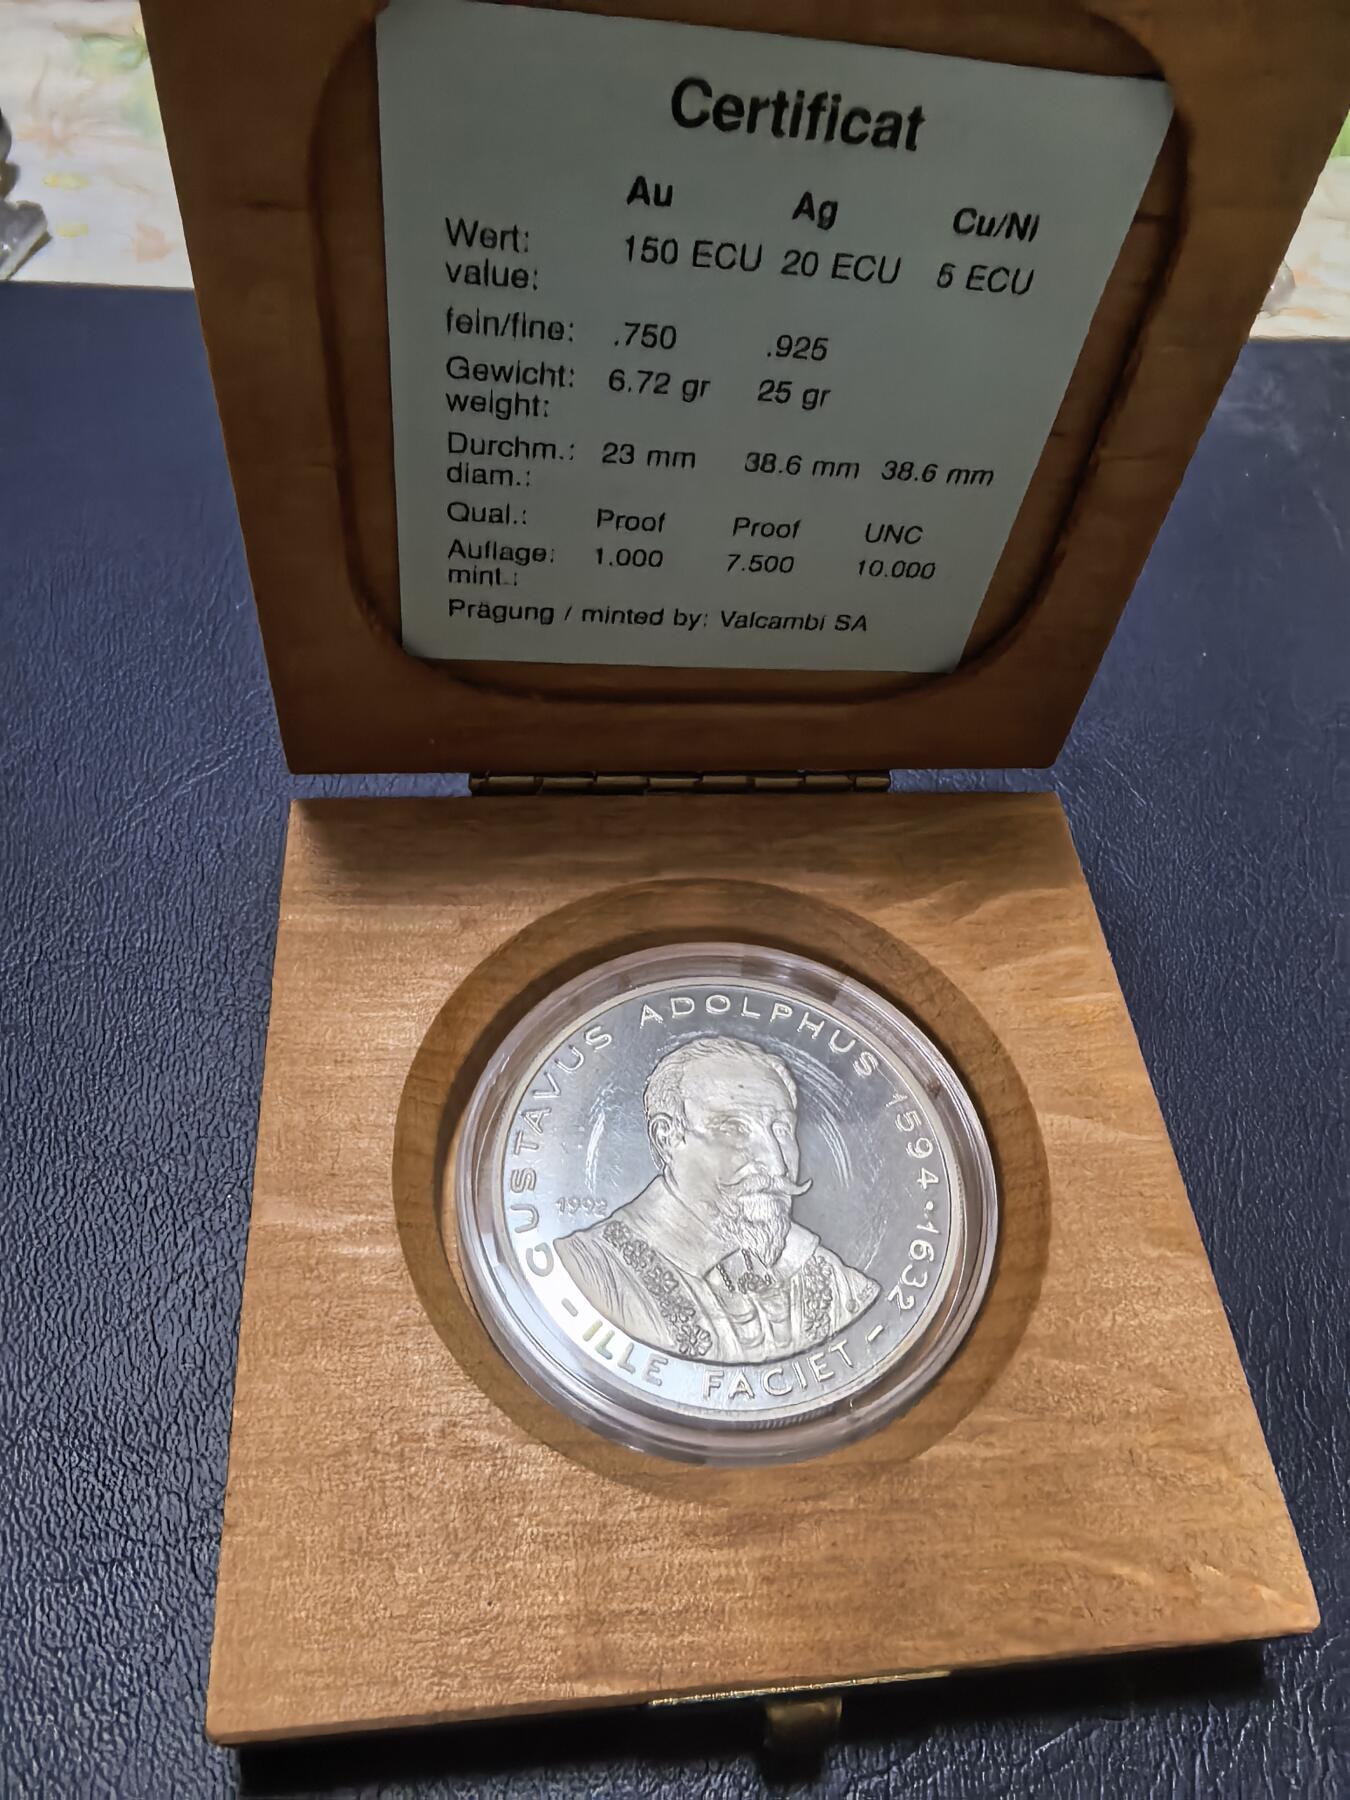 Certificat
Au Ag Cu/Ni
Wert: 150 ECU 20 ECU 5 ECU
value:
fein/fine: .750 .925
Gewicht: 6.72 gr 25 gr
weight:
Durchm.: 23 mm 38.6 mm 38.6 mm
diam.:
Qual.: Proof Proof UNC
Auflage: 1.000 7.500 10.000
mint.:
Prägung / minted by: Valcambi SA
GUSTAVUS ADOLPHUS 1594•1632
1992
- ILLE FACIET -